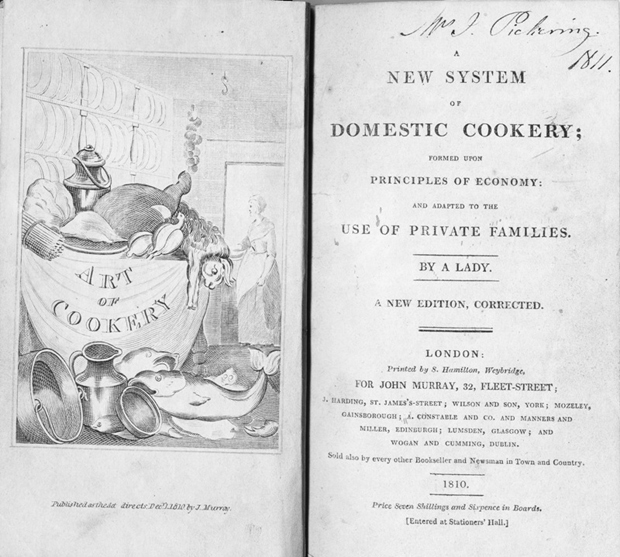 ART
OF
COOKERY
Published as the Act directs, Dec.r 1. 1810 by J. Murray.
Mrs J. Pickering.
1811.
A
NEW SYSTEM
OF
DOMESTIC COOKERY;
FORMED UPON
PRINCIPLES OF ECONOMY:
AND ADAPTED TO THE
USE OF PRIVATE FAMILIES.
BY A LADY.
A NEW EDITION, CORRECTED.
LONDON:
Printed by S. Hamilton, Weybridge,
FOR JOHN MURRAY, 32, FLEET-STREET;
J. HARDING, ST. JAMES'S-STREET; WILSON AND SON, YORK; MOZELEY,
GAINSBOROUGH; A. CONSTABLE AND CO. AND MANNERS AND
MILLER, EDINBURGH; LUMSDEN, GLASGOW; AND
WOGAN AND CUMMING, DUBLIN.
Sold also by every other Bookseller and Newsman in Town and Country.
1810.
Price Seven Shillings and Sixpence in Boards.
[Entered at Stationers' Hall.]